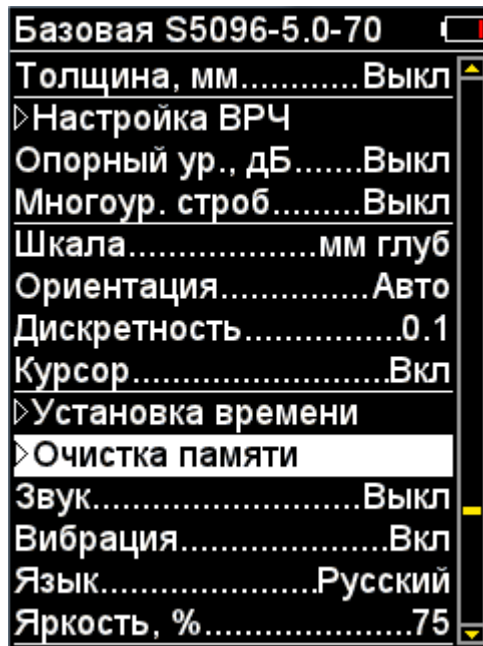 Базовая S5096-5.0-70
Толщина, мм............Выкл
▷Настройка ВРЧ
Опорный ур., дБ.......Выкл
Многоур. строб.........Выкл
Шкала...................мм глуб
Ориентация...............Авто
Дискретность................0.1
Курсор..........................Вкл
▷Установка времени
▷Очистка памяти
Звук...........................Выкл
Вибрация.....................Вкл
Язык......................Русский
Яркость, %.....................75